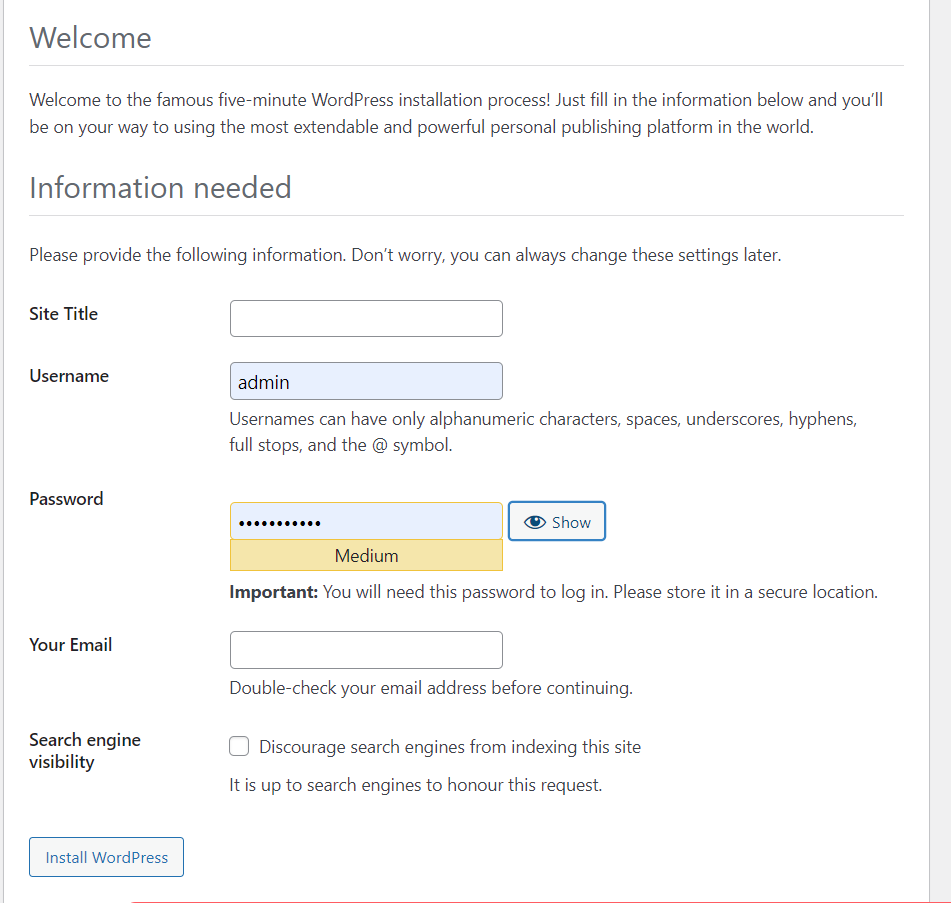 Welcome
Welcome to the famous five-minute WordPress installation process! Just fill in the information below and you’ll
be on your way to using the most extendable and powerful personal publishing platform in the world.
Information needed
Please provide the following information. Don’t worry, you can always change these settings later.
Site Title
Username
admin
Usernames can have only alphanumeric characters, spaces, underscores, hyphens,
full stops, and the @ symbol.
Password
•••••••••••
Show
Medium
Important: You will need this password to log in. Please store it in a secure location.
Your Email
Double-check your email address before continuing.
Search engine
visibility
Discourage search engines from indexing this site
It is up to search engines to honour this request.
Install WordPress